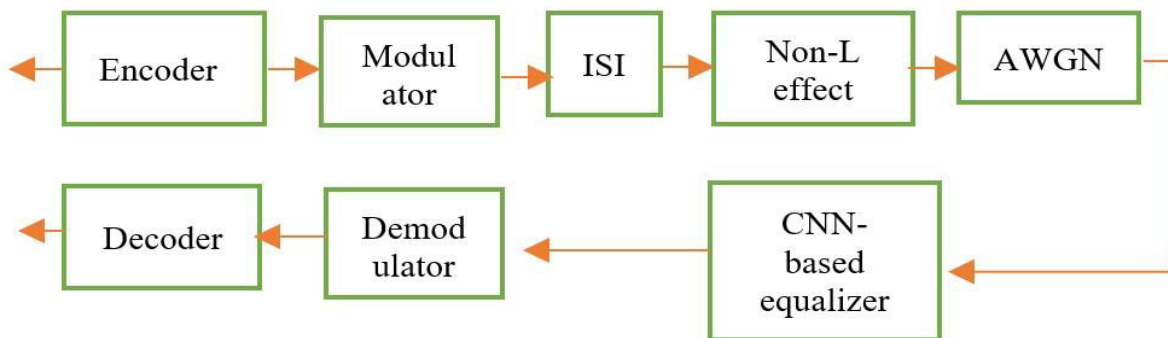 Encoder
Modul
ator
ISI
Non-L
effect
AWGN
Decoder
Demod
ulator
CNN-
based
equalizer